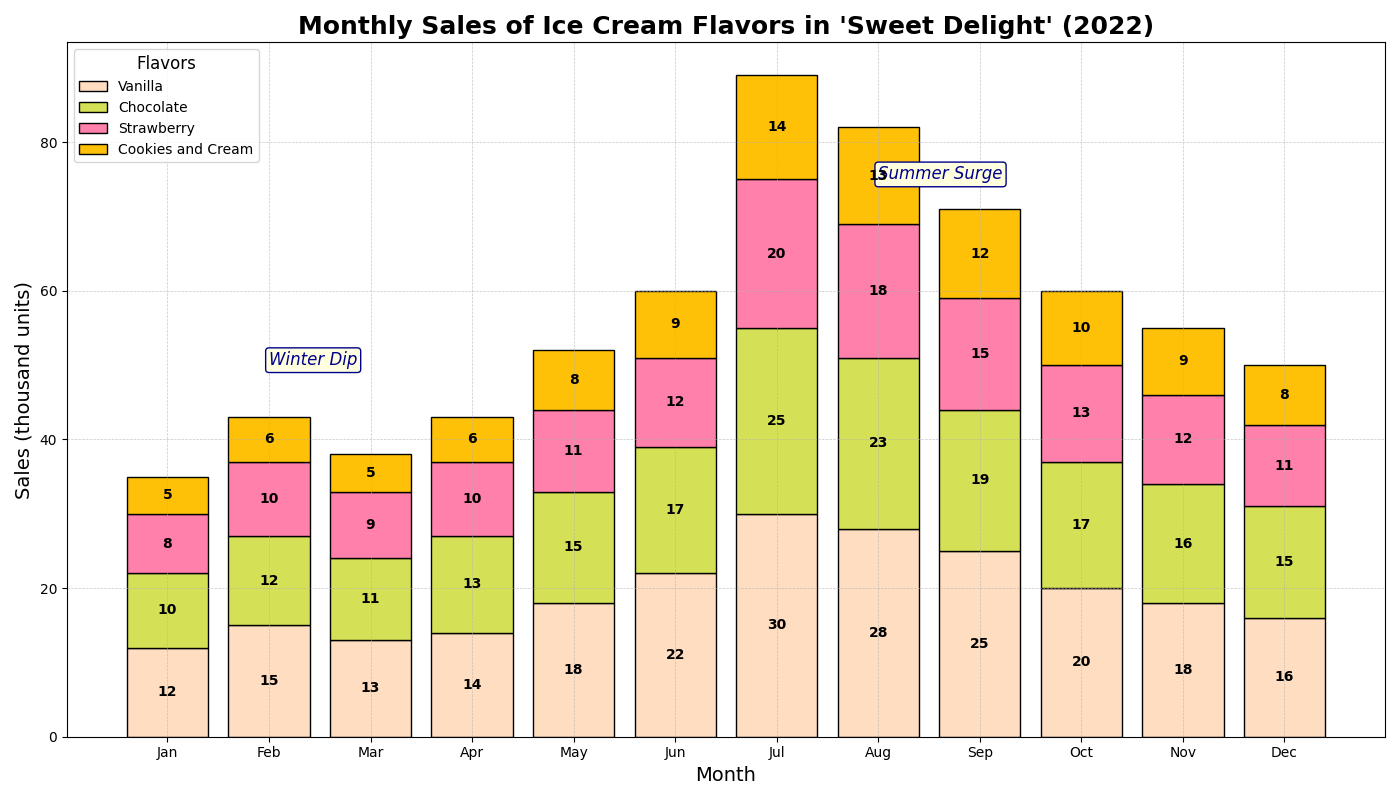 Monthly Sales of Ice Cream Flavors in 'Sweet Delight' (2022)
Flavors
Vanilla
Chocolate
Strawberry
Cookies and Cream
Sales (thousand units)
80
60
40
20
0
Winter Dip
Summer Surge
5
8
10
12
6
10
12
15
5
9
11
13
6
10
13
14
8
11
15
18
9
12
17
22
14
20
25
30
13
18
23
28
12
15
19
25
10
13
17
20
9
12
16
18
8
11
15
16
Jan
Feb
Mar
Apr
May
Jun
Jul
Aug
Sep
Oct
Nov
Dec
Month